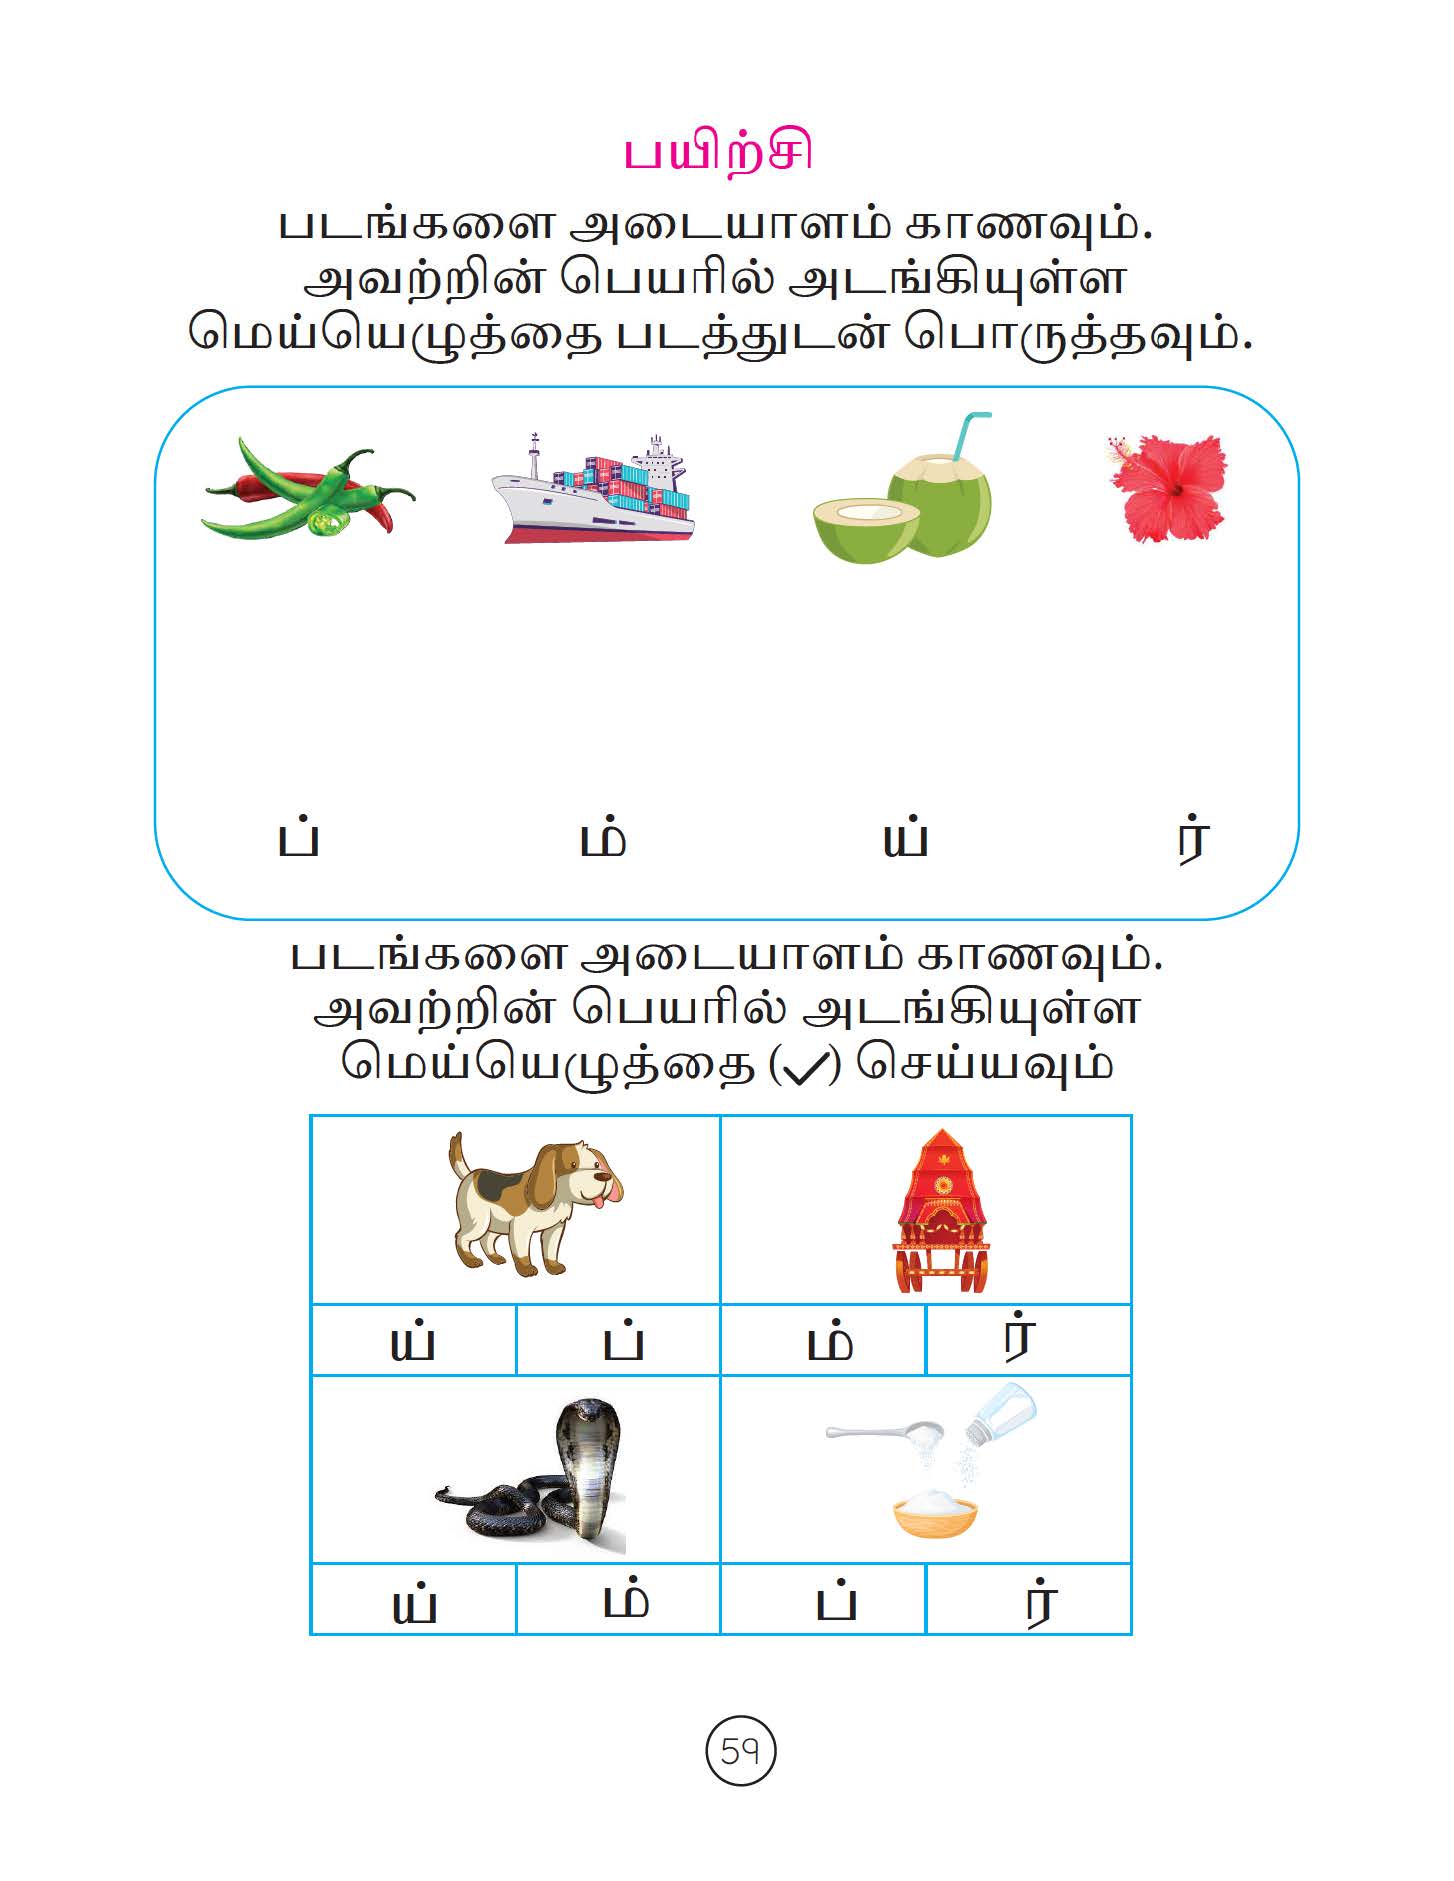 பயிற்சி
படங்களை அடையாளம் காணவும்.
அவற்றின் பெயரில் அடங்கியுள்ள
மெய்யெழுத்தை படத்துடன் பொருத்தவும்.
ப் ம் ய் ர்
படங்களை அடையாளம் காணவும்.
அவற்றின் பெயரில் அடங்கியுள்ள
மெய்யெழுத்தை (✓) செய்யவும்
ய் ப் ம் ர்
ய் ம் ப் ர்
59